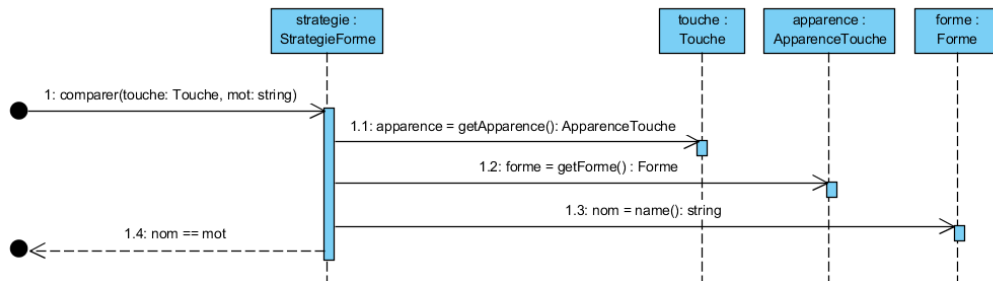 strategie :
StrategieForme
touche :
Touche
apparence :
ApparenceTouche
forme :
Forme
1: comparer(touche: Touche, mot: string)
1.1: apparence = getApparence(): ApparenceTouche
1.2: forme = getForme() : Forme
1.3: nom = name(): string
1.4: nom == mot